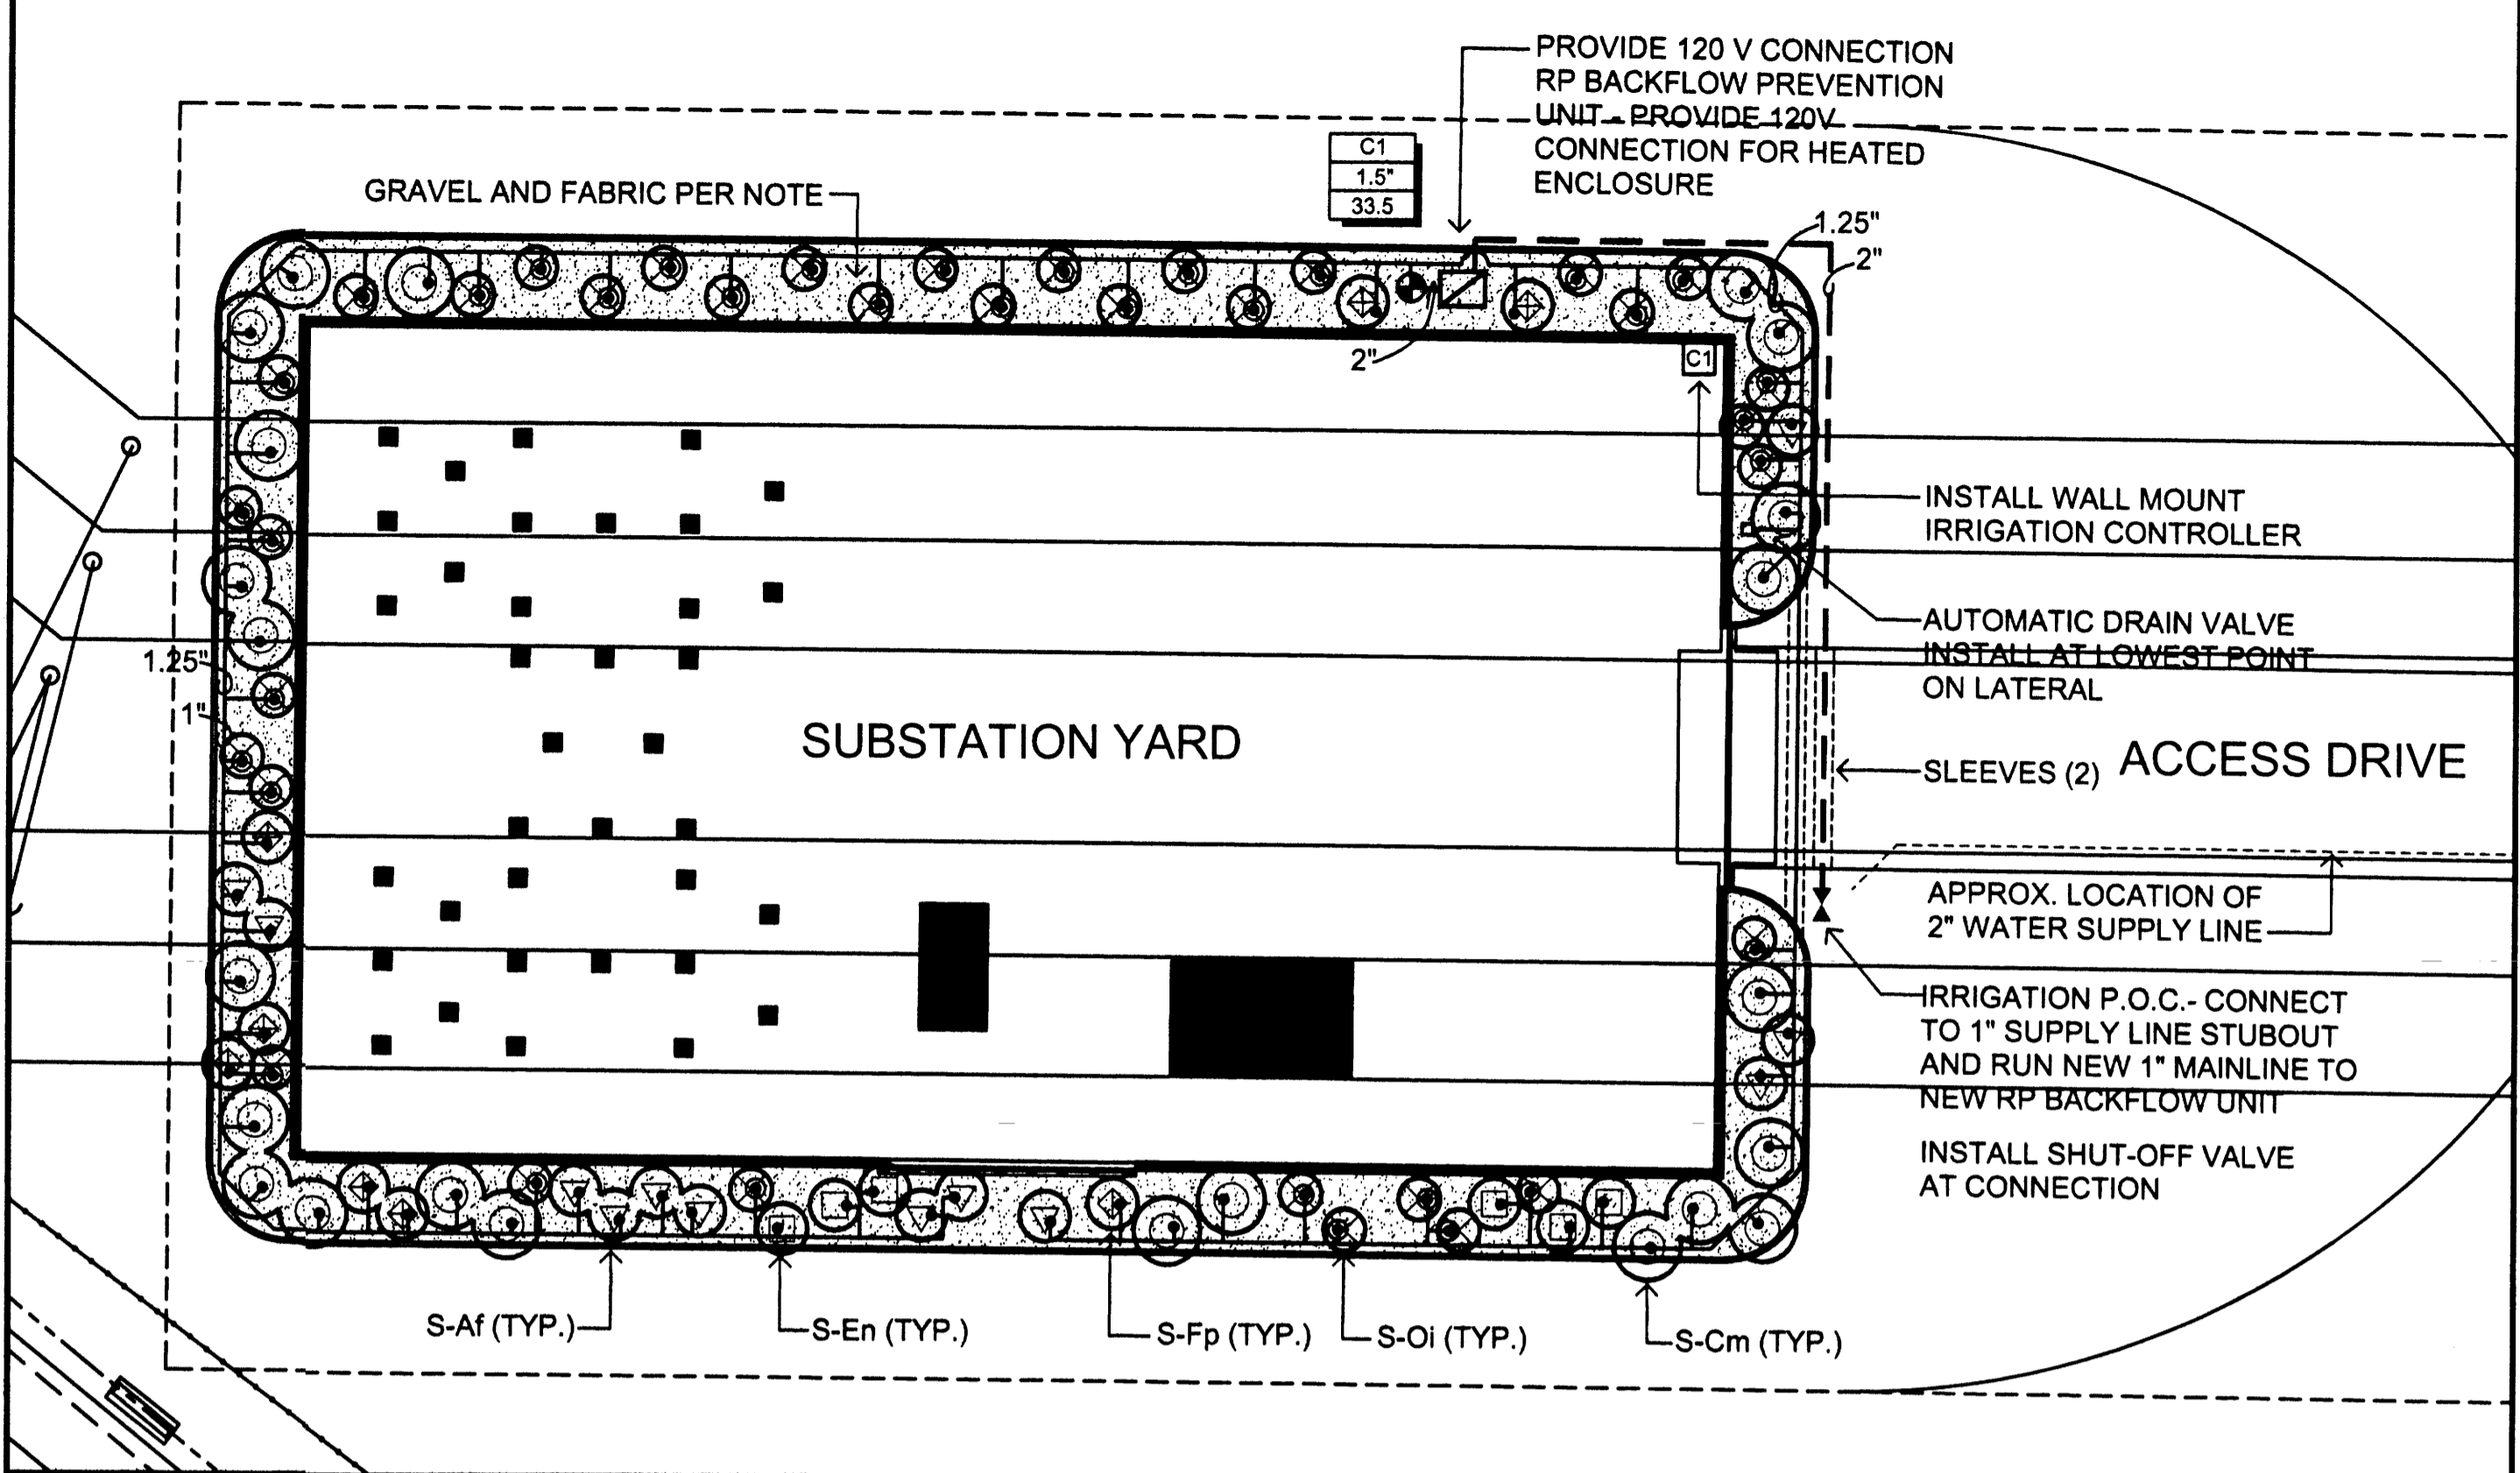 PROVIDE 120 V CONNECTION
RP BACKFLOW PREVENTION
UNIT - PROVIDE 120V
CONNECTION FOR HEATED
ENCLOSURE
C1
1.5"
33.5
GRAVEL AND FABRIC PER NOTE
1.25"
2"
2"
C1
INSTALL WALL MOUNT
IRRIGATION CONTROLLER
AUTOMATIC DRAIN VALVE
INSTALL AT LOWEST POINT
ON LATERAL
1.25"
1"
SUBSTATION YARD
SLEEVES (2)
ACCESS DRIVE
APPROX. LOCATION OF
2" WATER SUPPLY LINE
IRRIGATION P.O.C.- CONNECT
TO 1" SUPPLY LINE STUBOUT
AND RUN NEW 1" MAINLINE TO
NEW RP BACKFLOW UNIT
INSTALL SHUT-OFF VALVE
AT CONNECTION
S-Af (TYP.)
S-En (TYP.)
S-Fp (TYP.)
S-Oi (TYP.)
S-Cm (TYP.)